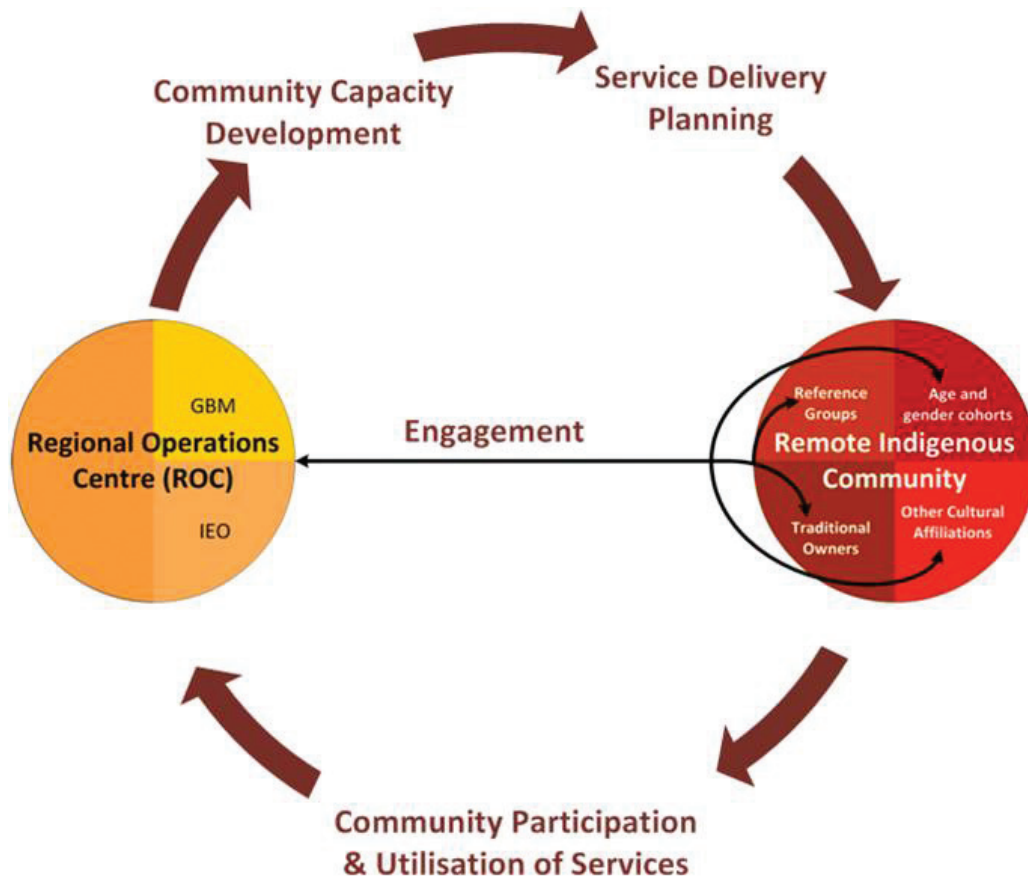 Community Capacity
Development
Service Delivery
Planning
GBM
Regional Operations
Centre (ROC)
IEO
Engagement
Reference
Groups
Age and
gender cohorts
Remote Indigenous
Community
Traditional
Owners
Other Cultural
Affiliations
Community Participation
& Utilisation of Services